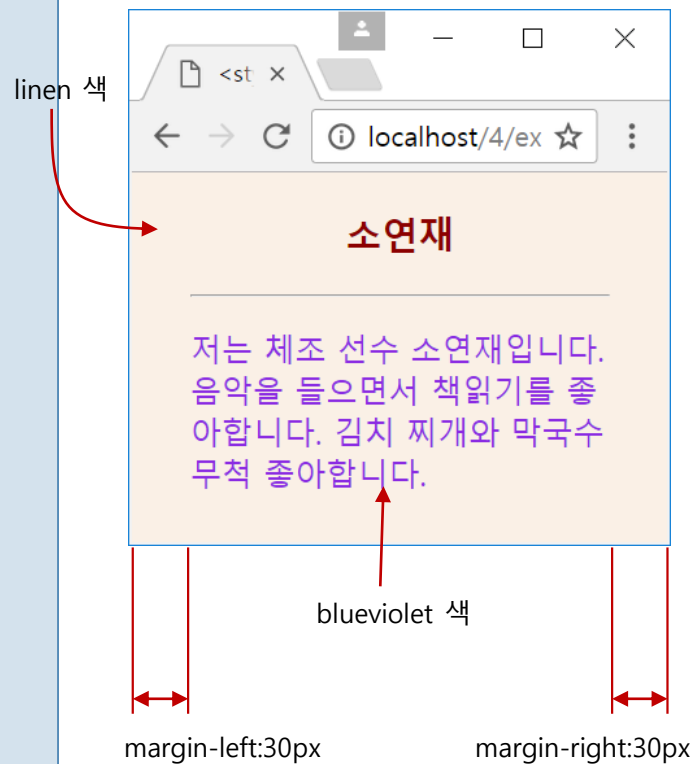 <st
linen 색
localhost/4/ex
소연재
저는 체조 선수 소연재입니다.
음악을 들으면서 책읽기를 좋
아합니다. 김치 찌개와 막국수
무척 좋아합니다.
blueviolet 색
margin-left:30px
margin-right:30px